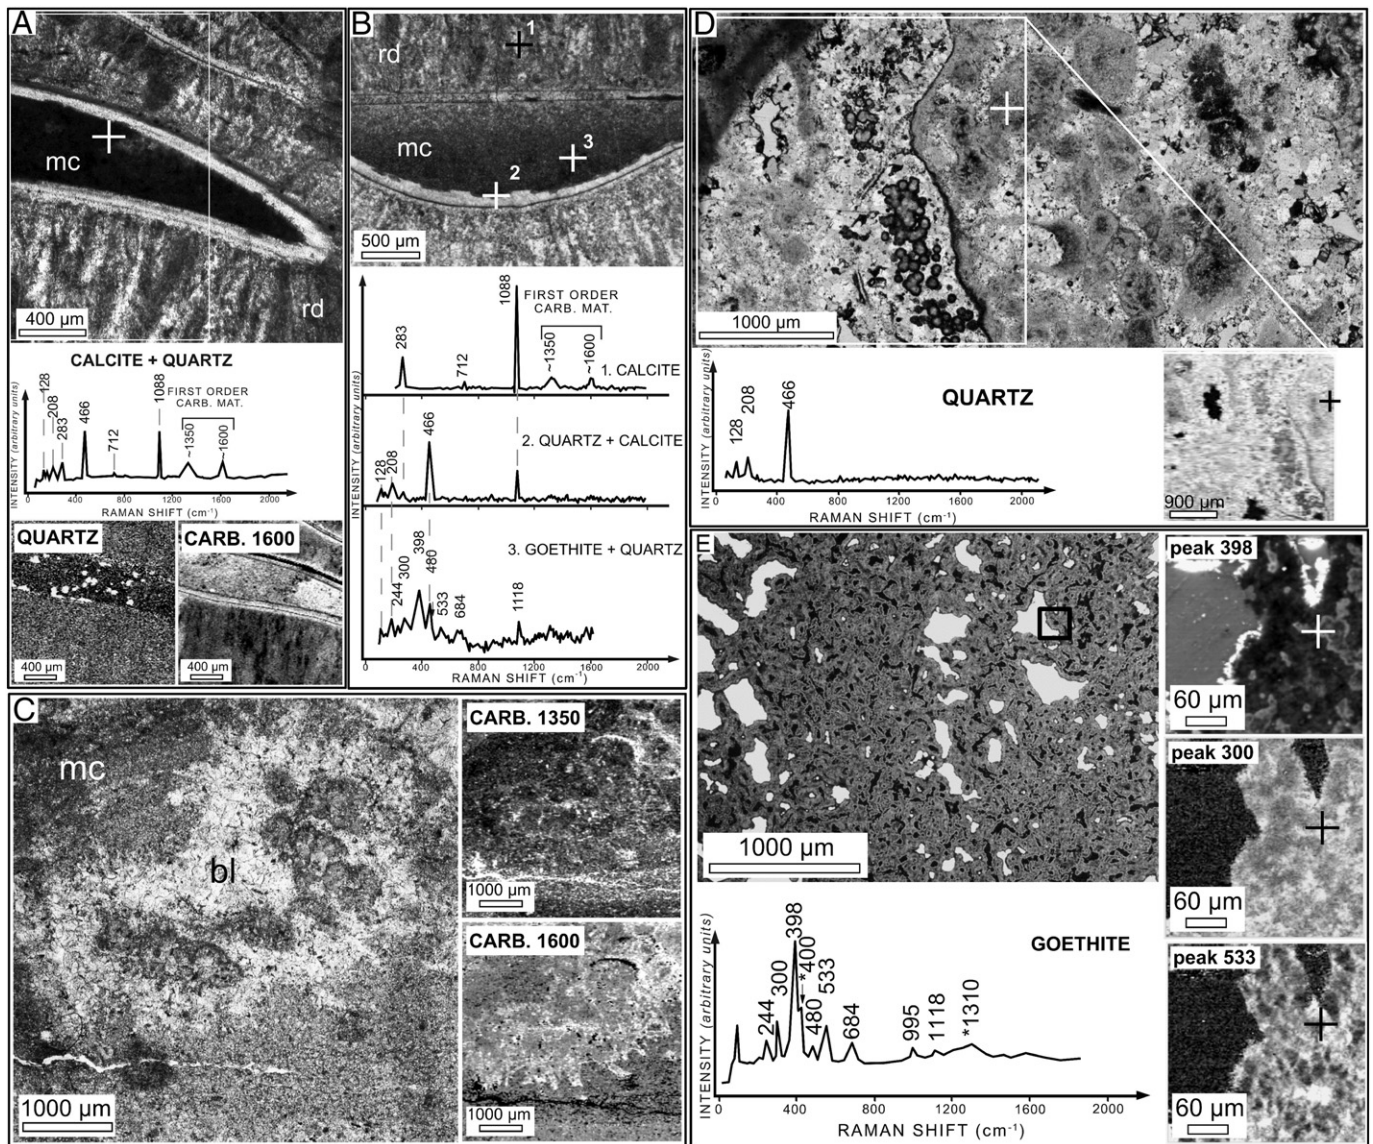 A
mc
rd
400 µm
CALCITE + QUARTZ
INTENSITY (arbitrary units)
128
208
283
466
712
1088
FIRST ORDER
CARB. MAT.
~1350
~1600
0
400
800
1200
1600
2000
RAMAN SHIFT (cm-1)
QUARTZ
400 µm
CARB. 1600
400 µm
B
rd
1
mc
3
2
500 µm
INTENSITY (arbitrary units)
283
712
1088
FIRST ORDER
CARB. MAT.
~1350
~1600
1. CALCITE
128
208
466
2. QUARTZ + CALCITE
244
300
398
480
533
684
1118
3. GOETHITE + QUARTZ
0
400
800
1200
1600
2000
RAMAN SHIFT (cm-1)
C
mc
bl
1000 µm
CARB. 1350
1000 µm
CARB. 1600
1000 µm
D
1000 µm
INTENSITY (arbitrary units)
128
208
466
QUARTZ
0
400
800
1200
1600
2000
RAMAN SHIFT (cm-1)
900 µm
E
1000 µm
INTENSITY (arbitrary units)
244
300
398
*400
480
533
684
995
1118
*1310
GOETHITE
0
400
800
1200
1600
2000
RAMAN SHIFT (cm-1)
peak 398
60 µm
peak 300
60 µm
peak 533
60 µm